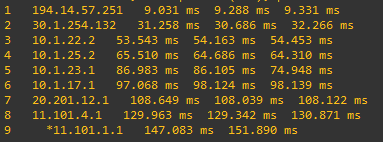 1 194.14.57.251 9.031 ms 9.288 ms 9.331 ms
2 30.1.254.132 31.258 ms 30.686 ms 32.266 ms
3 10.1.22.2 53.543 ms 54.163 ms 54.453 ms
4 10.1.25.2 65.510 ms 64.686 ms 64.310 ms
5 10.1.23.1 86.983 ms 86.105 ms 74.948 ms
6 10.1.17.1 97.068 ms 98.124 ms 98.139 ms
7 20.201.12.1 108.649 ms 108.039 ms 108.122 ms
8 11.101.4.1 129.963 ms 129.342 ms 130.871 ms
9 *11.101.1.1 147.083 ms 151.890 ms